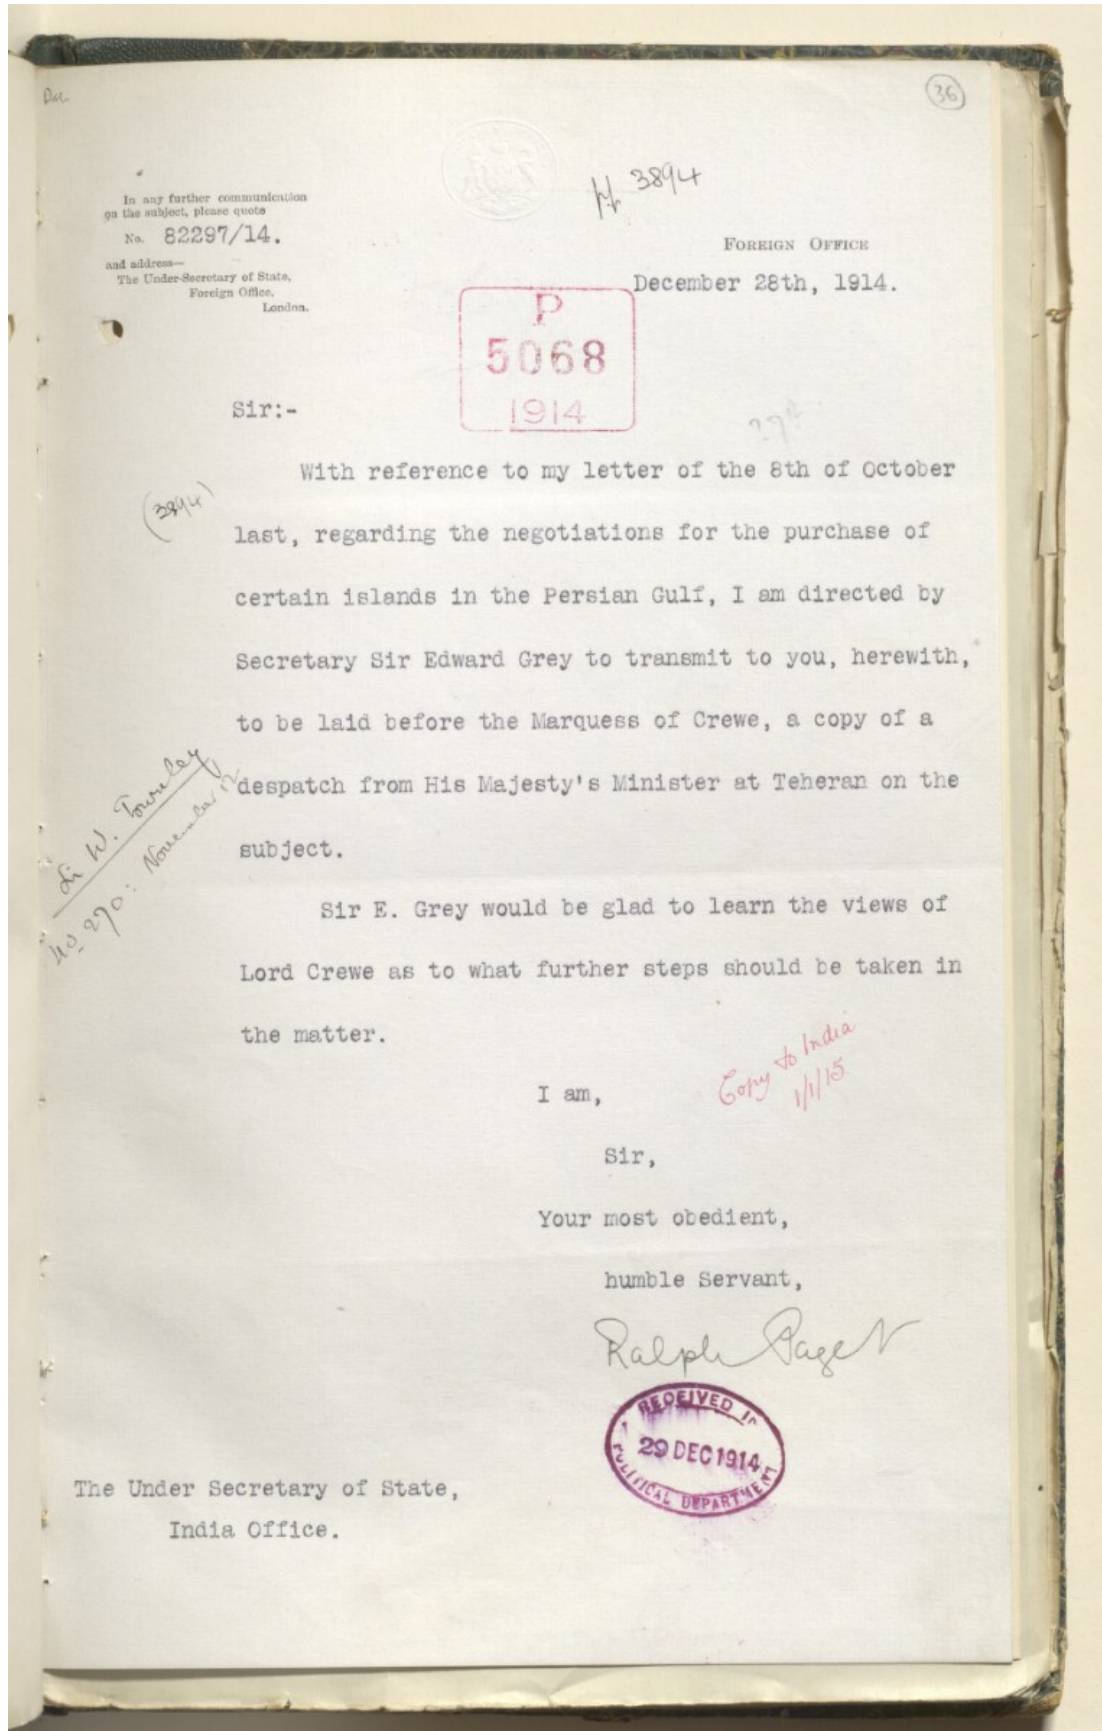 36
3894
In any further communication
on the subject, please quote
No. 82297/14.
and address—
The Under-Secretary of State,
Foreign Office,
London.
FOREIGN OFFICE
December 28th, 1914.
P
5068
1914
Sir:-
With reference to my letter of the 8th of October
(3894)
last, regarding the negotiations for the purchase of
certain islands in the Persian Gulf, I am directed by
Secretary Sir Edward Grey to transmit to you, herewith,
to be laid before the Marquess of Crewe, a copy of a
despatch from His Majesty's Minister at Teheran on the
subject.
Sir W. Townley
No 270: November 12
Sir E. Grey would be glad to learn the views of
Lord Crewe as to what further steps should be taken in
the matter.
Copy to India
1/1/15
I am,
Sir,
Your most obedient,
humble Servant,
Ralph Paget
RECEIVED IN
29 DEC 1914
POLITICAL DEPARTMENT
The Under Secretary of State,
India Office.